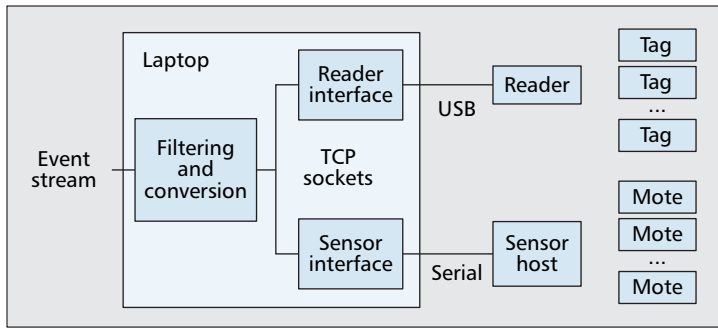 Laptop
Reader
interface
USB
Reader
Tag
Tag
...
Tag
Event
stream
Filtering
and
conversion
TCP
sockets
Sensor
interface
Serial
Sensor
host
Mote
Mote
...
Mote